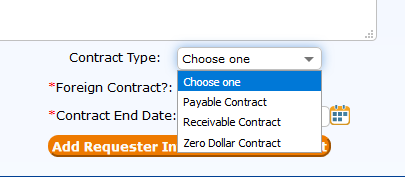 Contract Type: Choose one
Choose one
*Foreign Contract?:
Payable Contract
*Contract End Date:
Receivable Contract
Zero Dollar Contract
Add Requester In